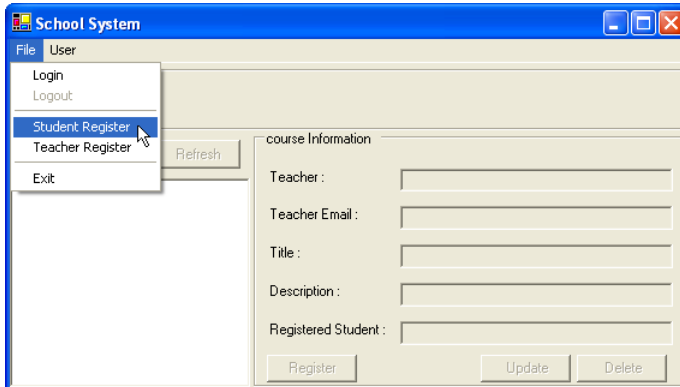 School System
File User
Login
Logout
Student Register
Teacher Register
Exit
Refresh
course Information
Teacher :
Teacher Email :
Title :
Description :
Registered Student :
Register Update Delete